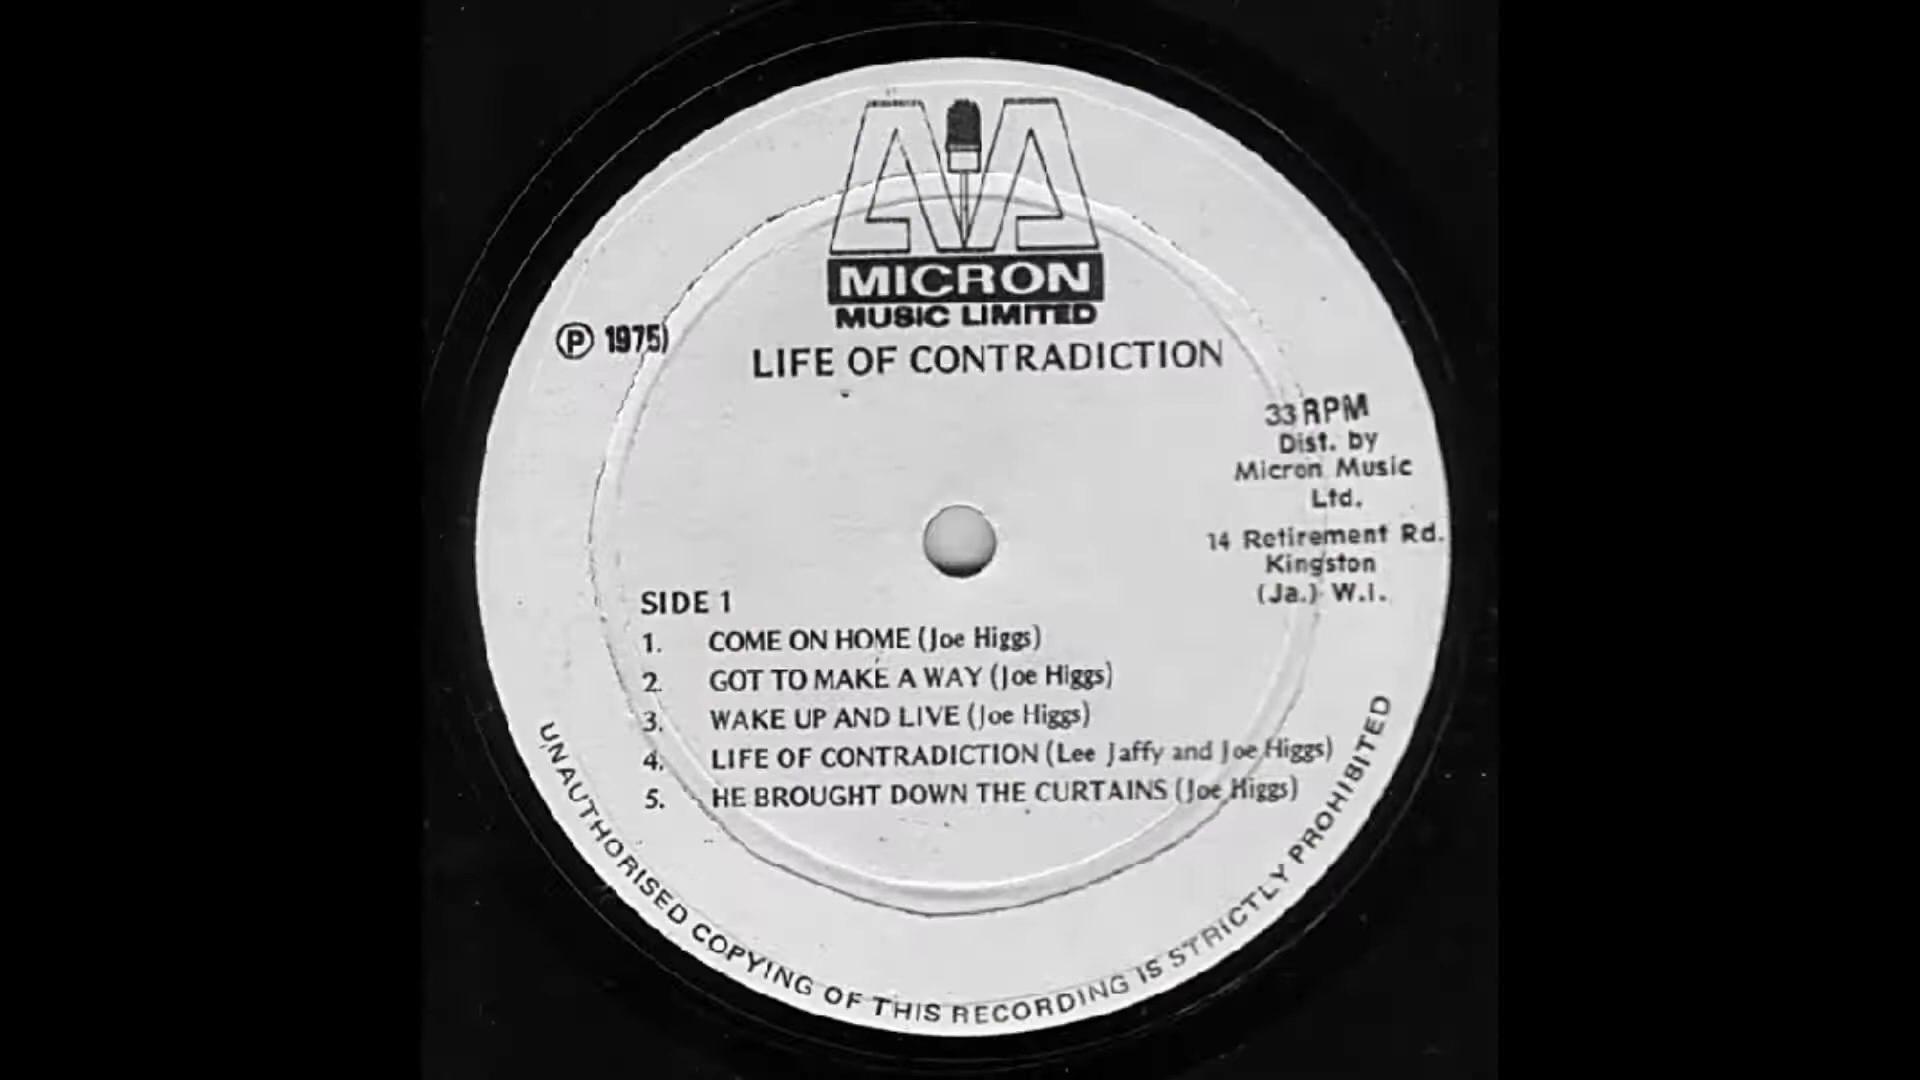 MICRON
MUSIC LIMITED
Ⓟ 1975)
LIFE OF CONTRADICTION
33 RPM
Dist. by
Micron Music
Ltd.
14 Retirement Rd.
Kingston
(Ja.) W.I.
SIDE 1
1. COME ON HOME (Joe Higgs)
2. GOT TO MAKE A WAY (Joe Higgs)
3. WAKE UP AND LIVE (Joe Higgs)
4. LIFE OF CONTRADICTION (Lee Jaffy and Joe Higgs)
5. HE BROUGHT DOWN THE CURTAINS (Joe Higgs)
UNAUTHORISED COPYING OF THIS RECORDING IS STRICTLY PROHIBITED